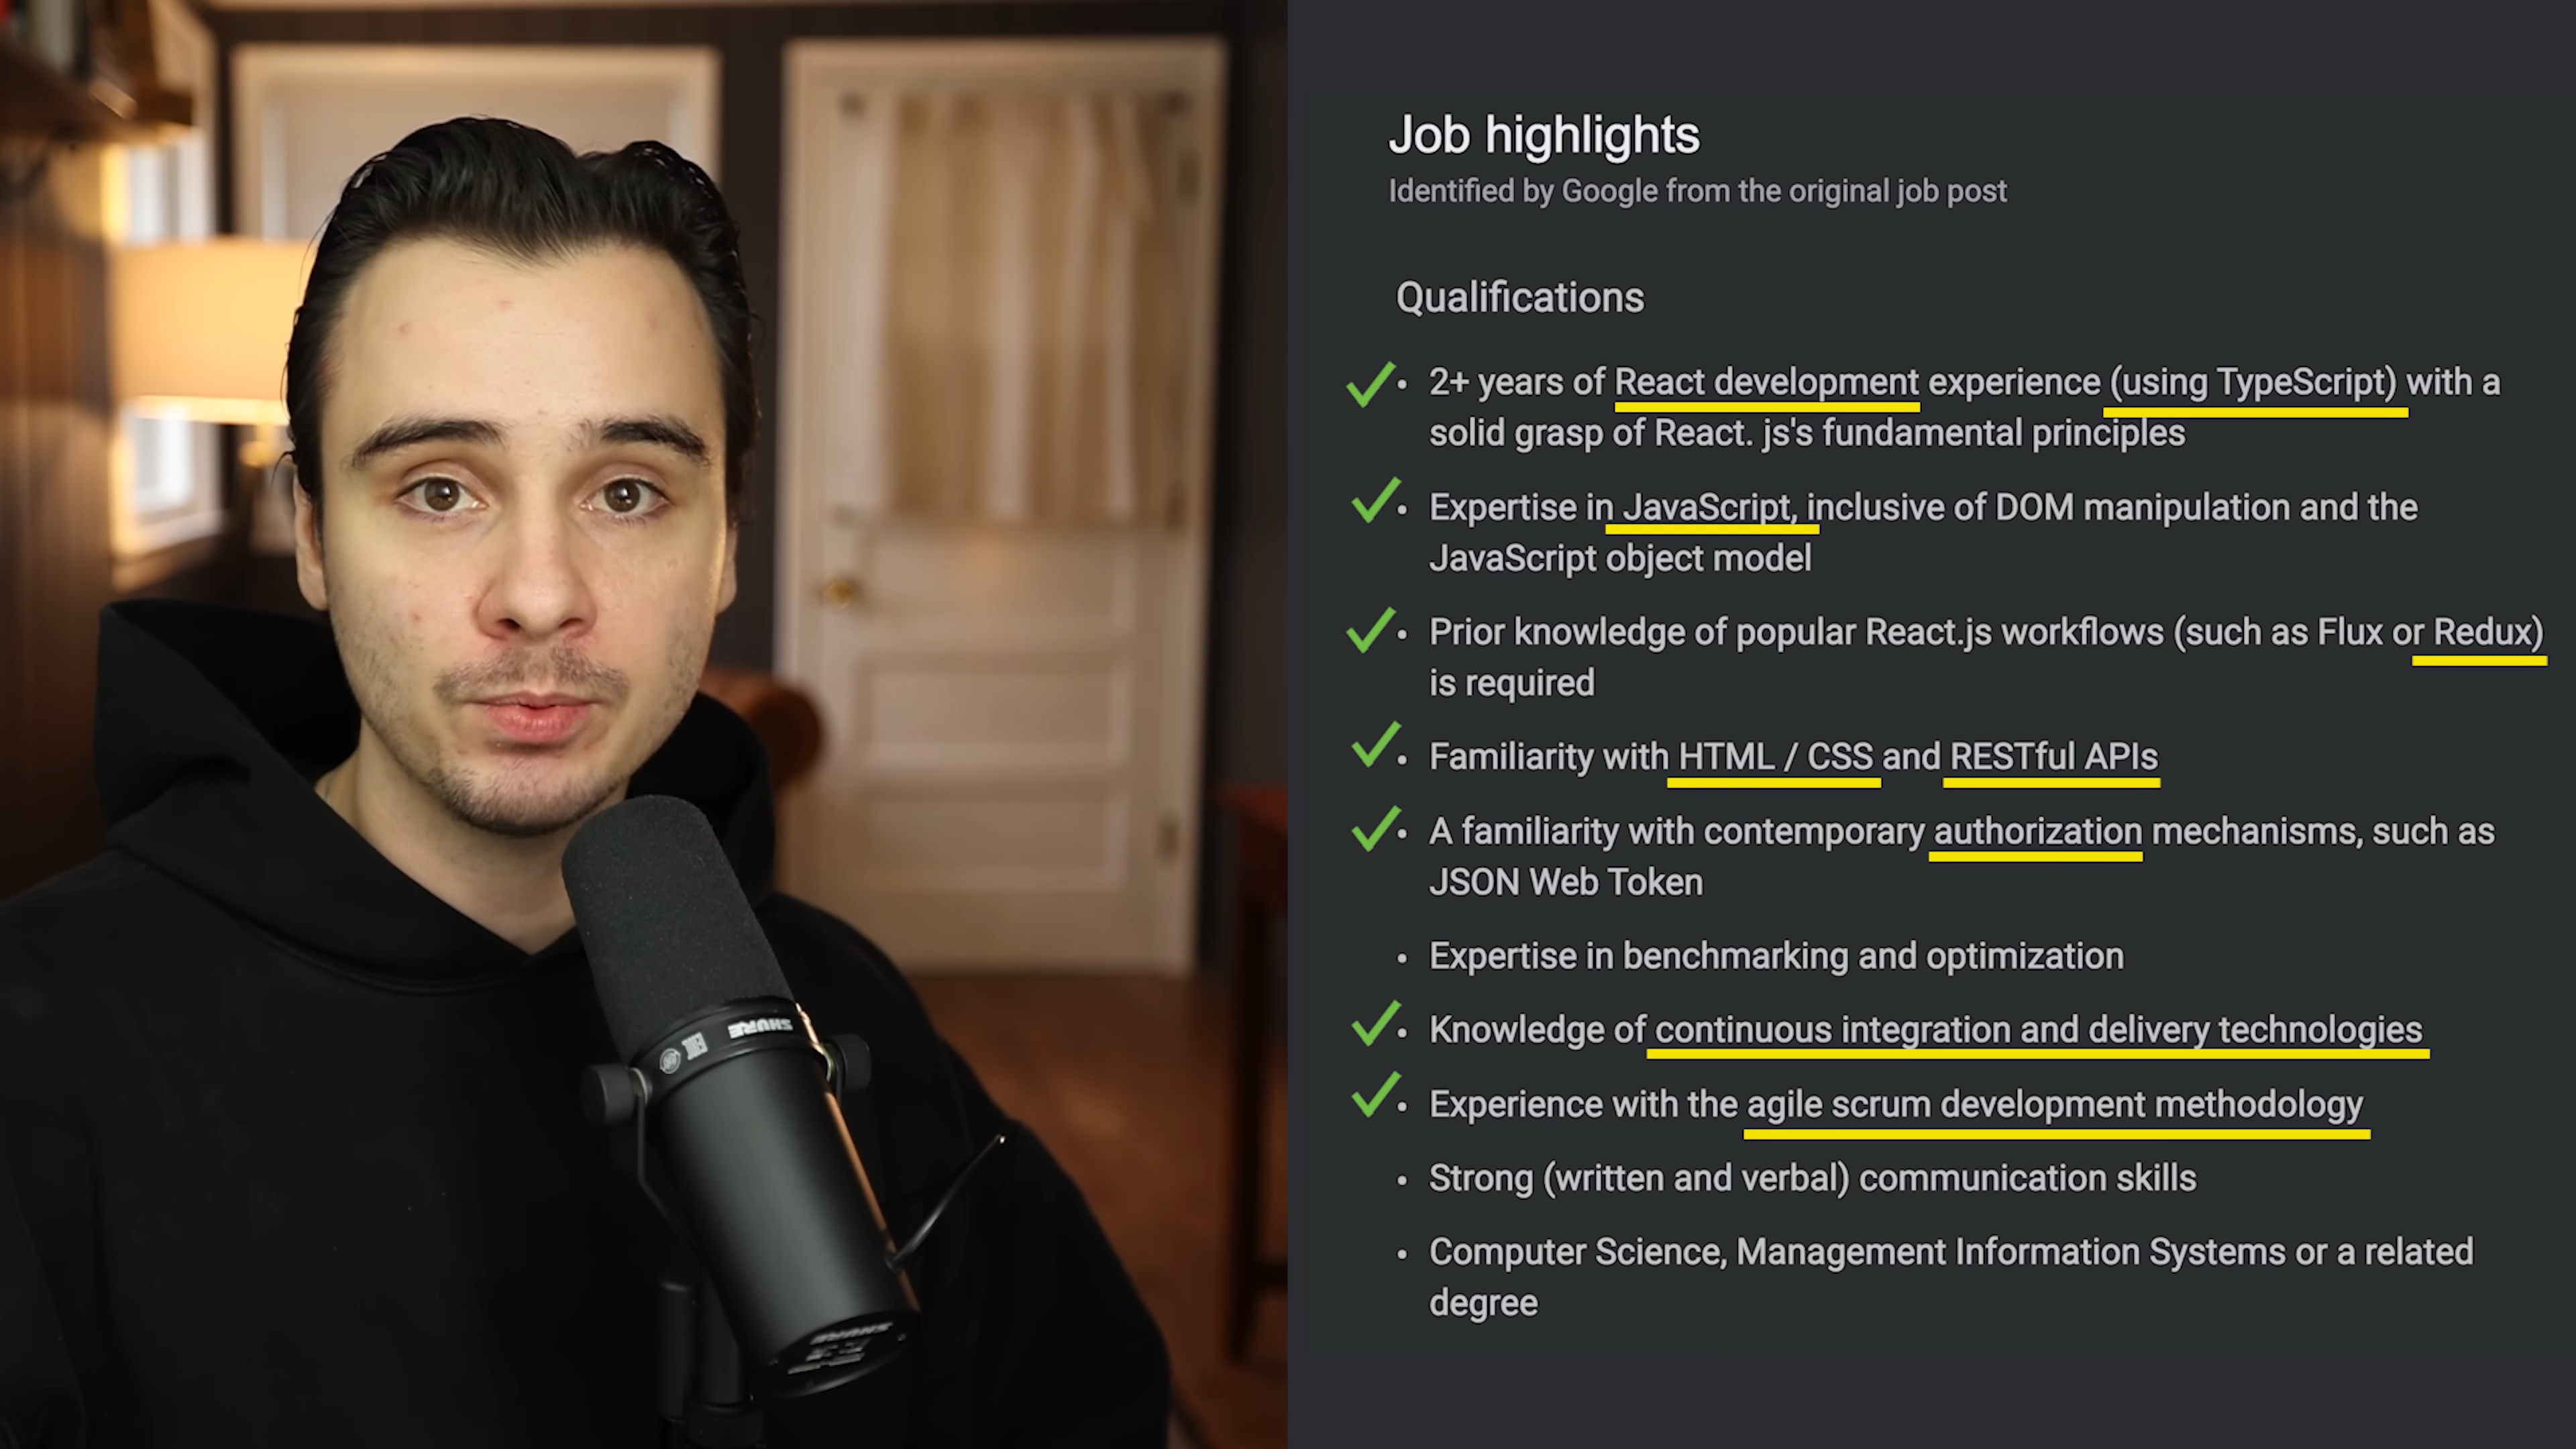 Job highlights
Identified by Google from the original job post
Qualifications
• 2+ years of React development experience (using TypeScript) with a
solid grasp of React. js's fundamental principles
• Expertise in JavaScript, inclusive of DOM manipulation and the
JavaScript object model
• Prior knowledge of popular React.js workflows (such as Flux or Redux)
is required
• Familiarity with HTML / CSS and RESTful APIs
• A familiarity with contemporary authorization mechanisms, such as
JSON Web Token
• Expertise in benchmarking and optimization
• Knowledge of continuous integration and delivery technologies
• Experience with the agile scrum development methodology
• Strong (written and verbal) communication skills
• Computer Science, Management Information Systems or a related
degree
SHURE
SHURE